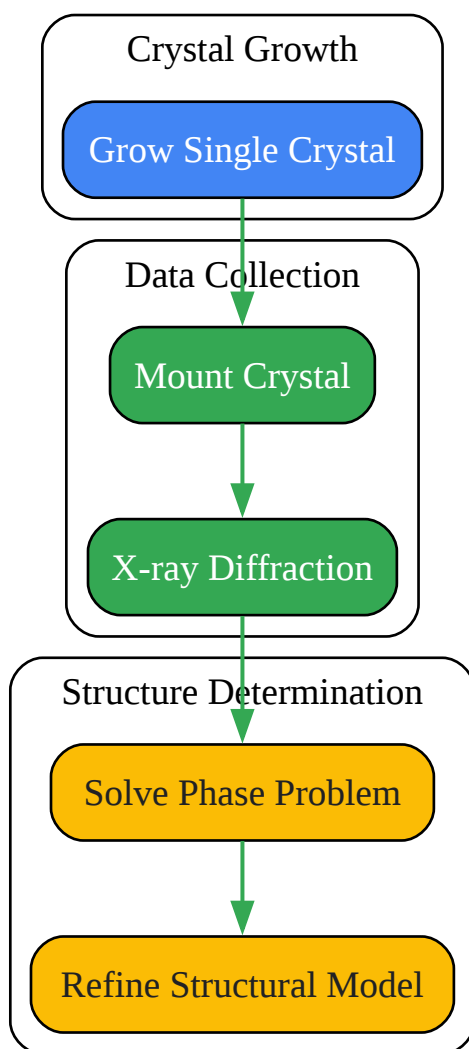 Crystal Growth
Grow Single Crystal
Data Collection
Mount Crystal
X-ray Diffraction
Structure Determination
Solve Phase Problem
Refine Structural Model